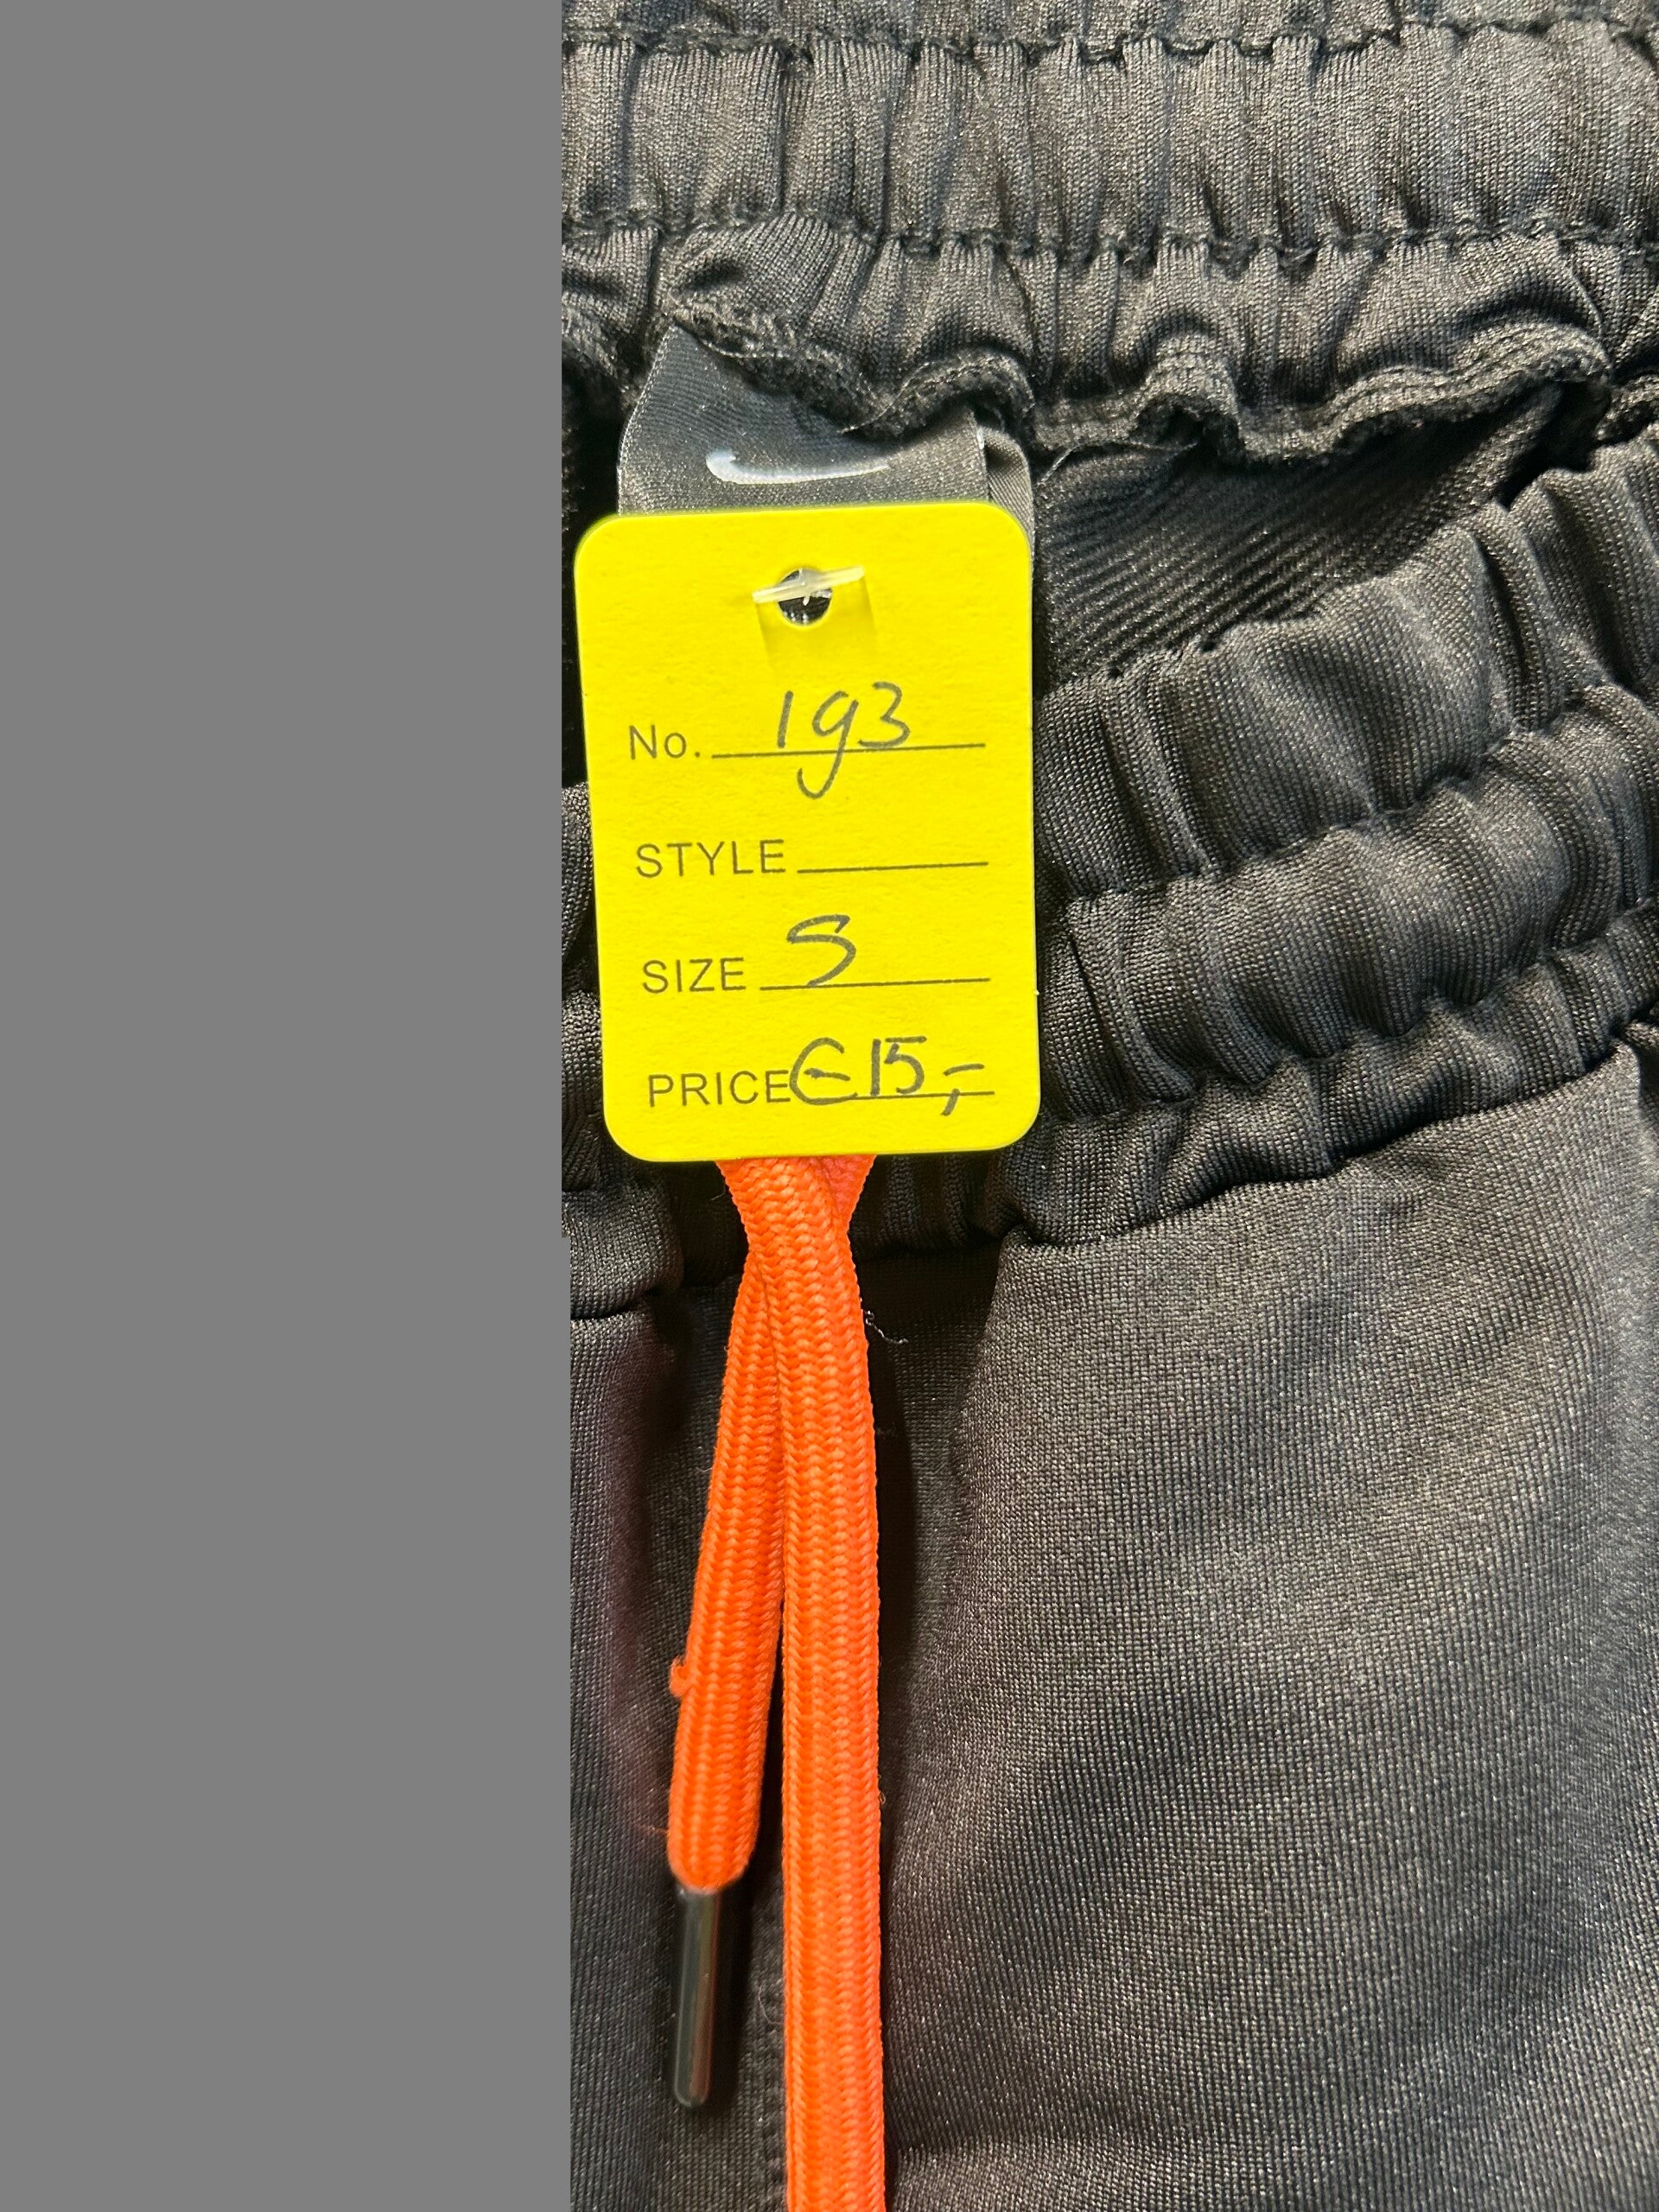 No. 193
STYLE
SIZE S
PRICE €15,-